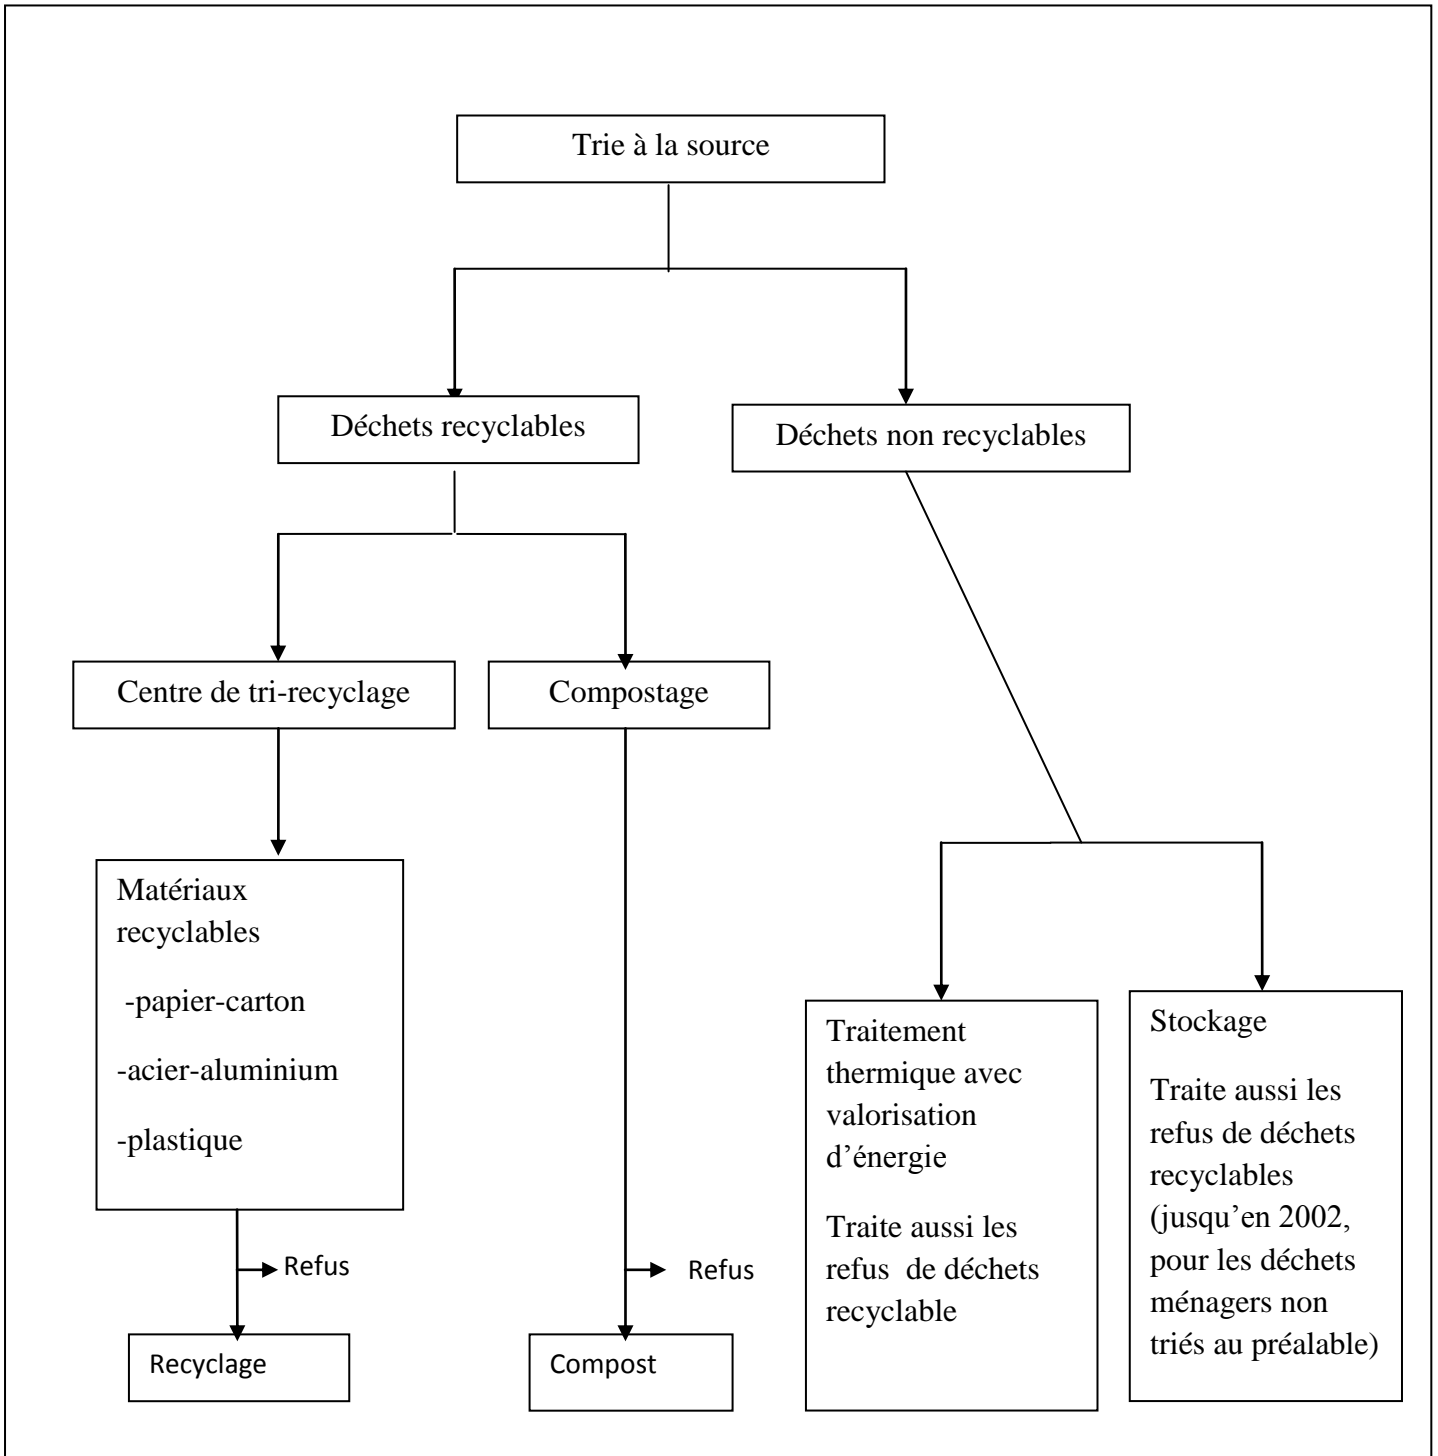 Trie à la source
Déchets recyclables
Déchets non recyclables
Centre de tri-recyclage
Compostage
Matériaux
recyclables
-papier-carton
-acier-aluminium
-plastique
Refus
Recyclage
Refus
Compost
Traitement
thermique avec
valorisation
d’énergie
Traite aussi les
refus  de déchets
recyclable
Stockage
Traite aussi les
refus de déchets
recyclables
(jusqu’en 2002,
pour les déchets
ménagers non
triés au préalable)